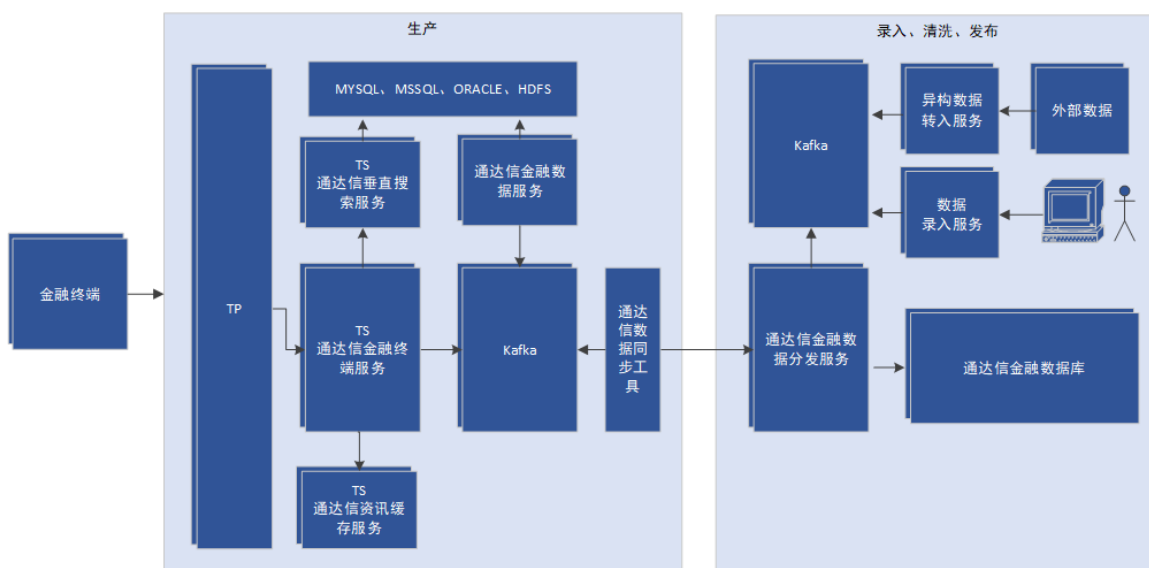 生产
MYSQL、MSSQL、ORACLE、HDFS
TS
通达信垂直搜
索服务
通达信金融数
据服务
金融终端
TP
TS
通达信金融终
端服务
Kafka
通达
信数
据同
步工
具
TS
通达信资讯缓
存服务
录入、清洗、发布
Kafka
异构数据
转入服务
外部数据
数据
录入服务
通达信金融数
据分发服务
通达信金融数据库